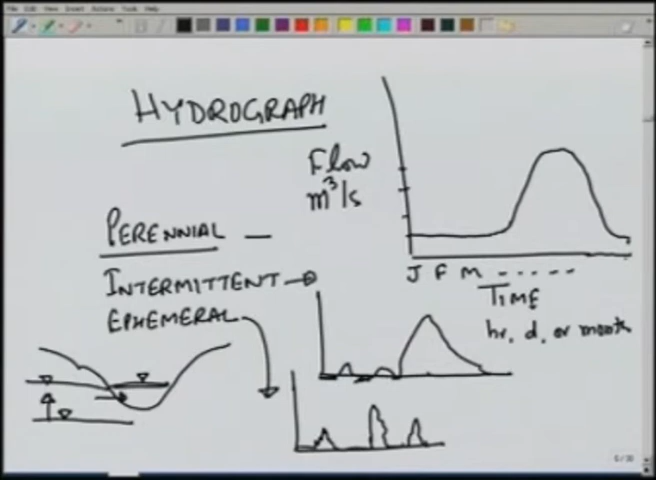 HYDROGRAPH
Flow
m³/s
PERENNIAL —
INTERMITTENT
EPHEMERAL
J F M - - - - -
TIME
hr, d, or month